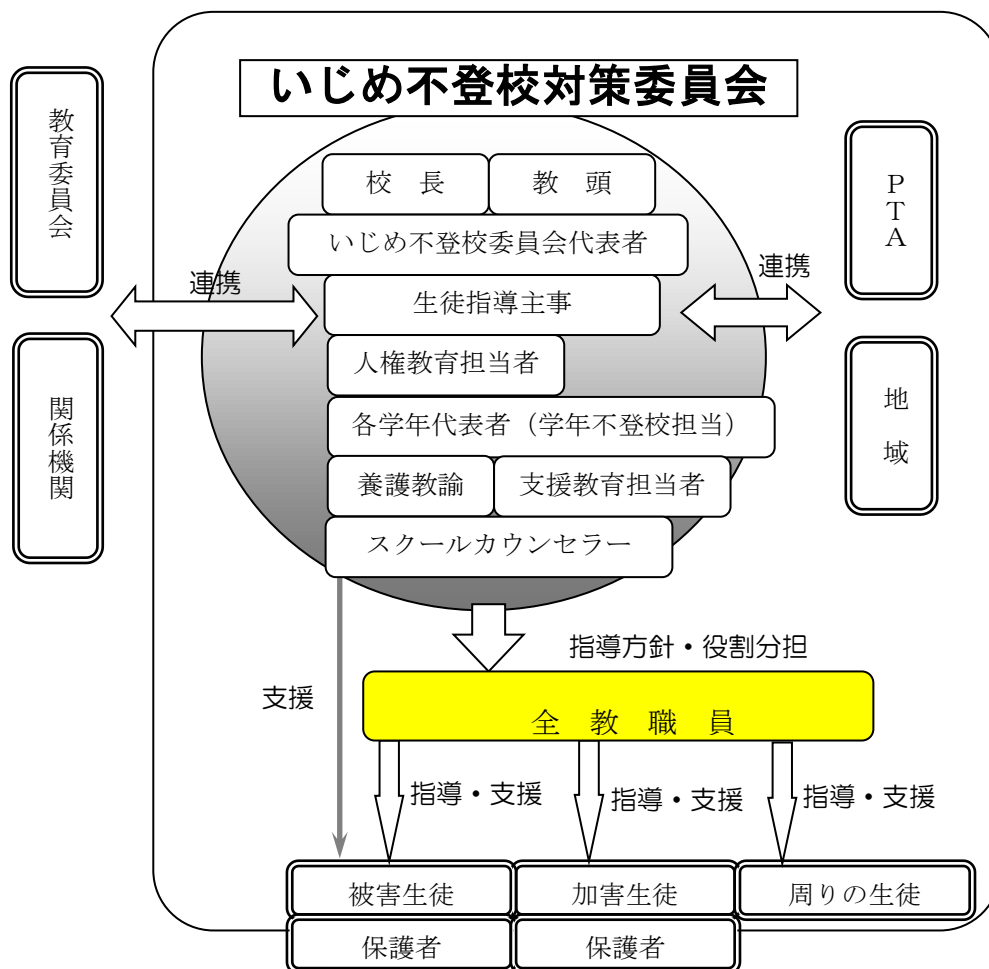 いじめ不登校対策委員会
教育委員会
関係機関
連携
校　長
教　頭
いじめ不登校委員会代表者
生徒指導主事
人権教育担当者
各学年代表者（学年不登校担当）
養護教諭
支援教育担当者
スクールカウンセラー
連携
ＰＴＡ
地　域
指導方針・役割分担
支援
全　教　職　員
指導・支援
指導・支援
指導・支援
被害生徒
加害生徒
周りの生徒
保護者
保護者